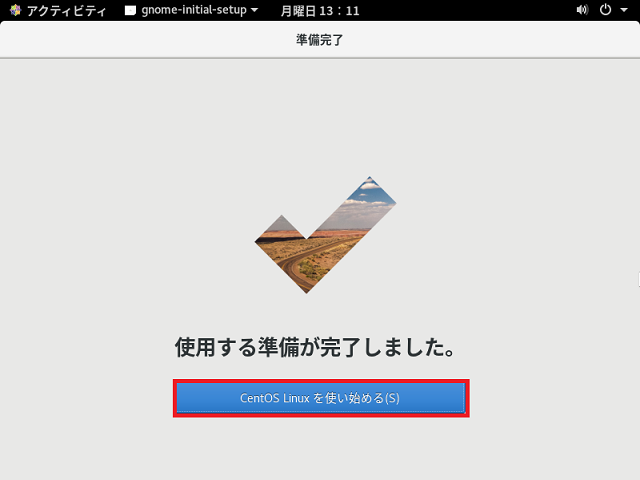 アクティビティ gnome-initial-setup 月曜日 13：11
準備完了
使用する準備が完了しました。
CentOS Linux を使い始める(S)